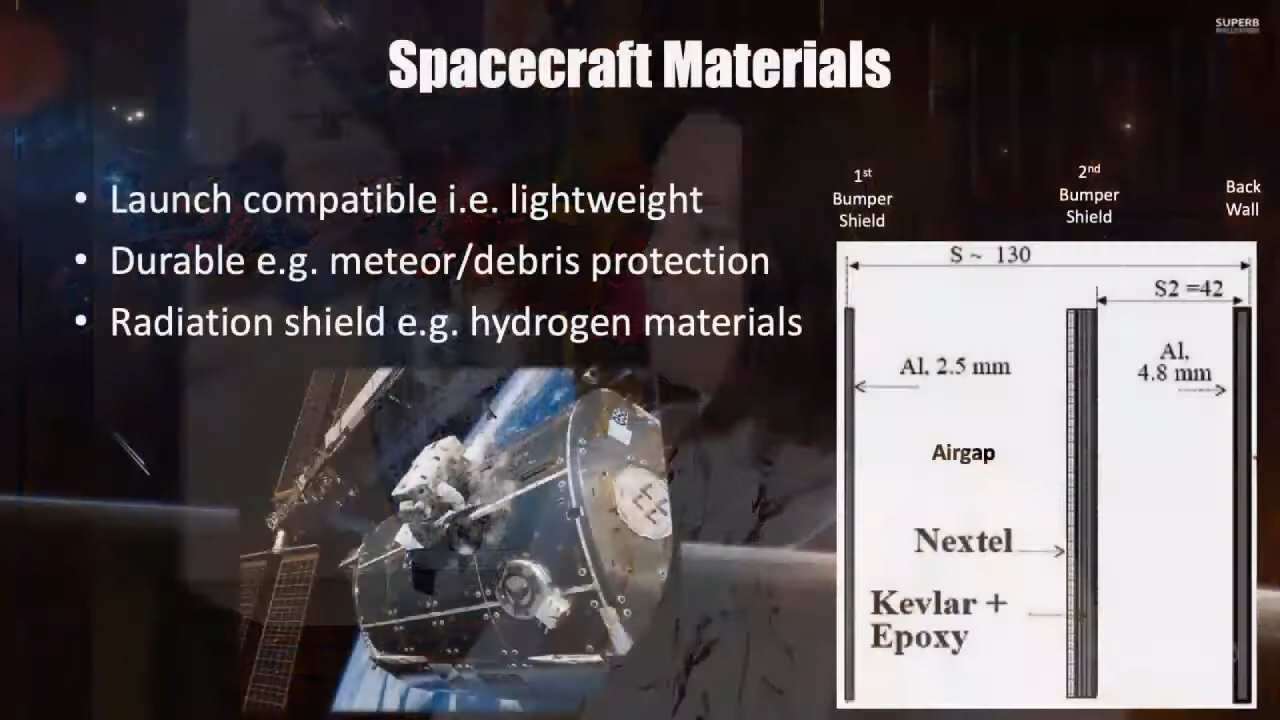 SUPERB
WALLPAPERS
Spacecraft Materials
• Launch compatible i.e. lightweight
• Durable e.g. meteor/debris protection
• Radiation shield e.g. hydrogen materials
1st
Bumper
Shield
2nd
Bumper
Shield
Back
Wall
S ~ 130
S2 =42
Al, 2.5 mm
Al,
4.8 mm
Airgap
Nextel
Kevlar +
Epoxy